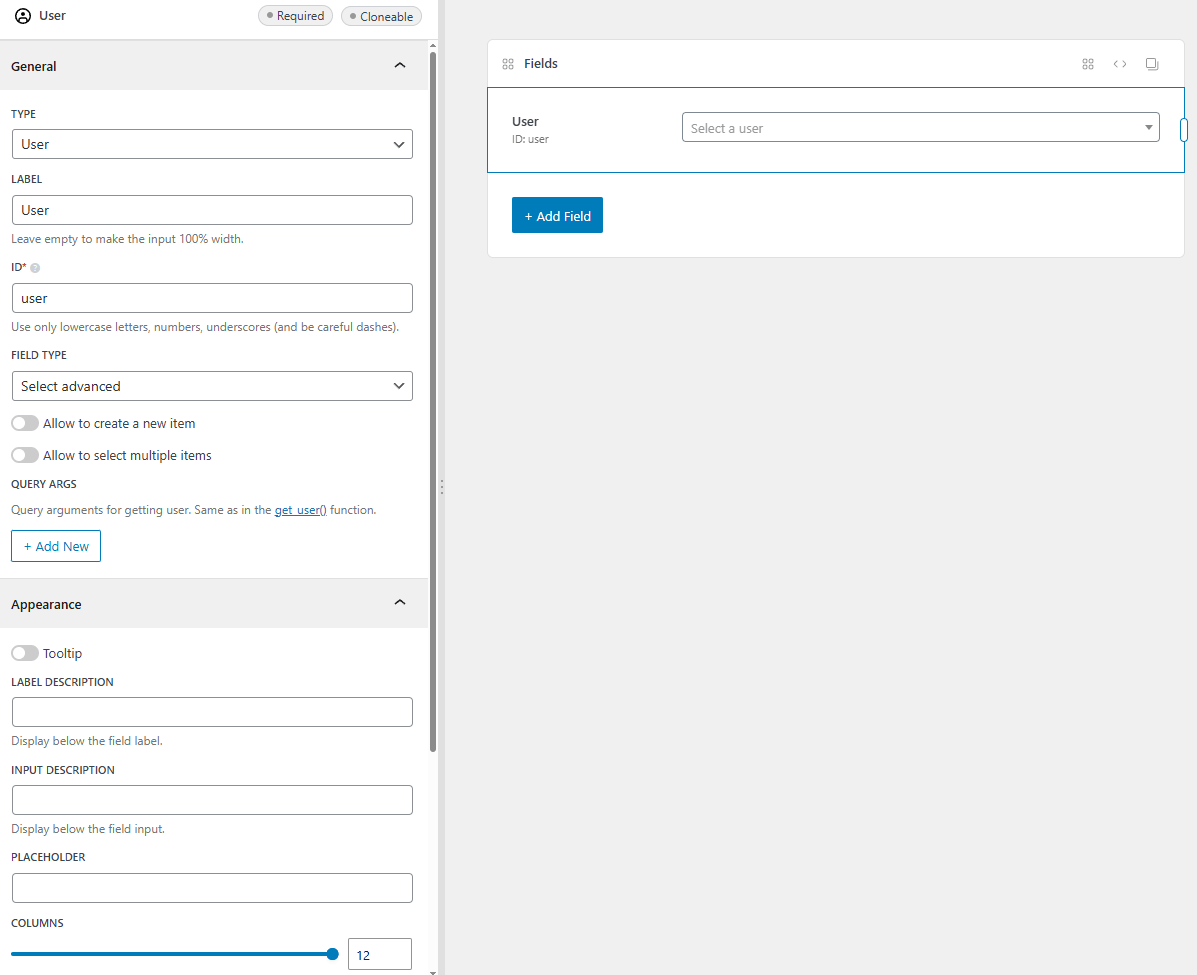 User
Required
Cloneable
General
TYPE
User
LABEL
User
Leave empty to make the input 100% width.
ID*
user
Use only lowercase letters, numbers, underscores (and be careful dashes).
FIELD TYPE
Select advanced
Allow to create a new item
Allow to select multiple items
QUERY ARGS
Query arguments for getting user. Same as in the get_user() function.
+ Add New
Appearance
Tooltip
LABEL DESCRIPTION
Display below the field label.
INPUT DESCRIPTION
Display below the field input.
PLACEHOLDER
COLUMNS
12
Fields
User
ID: user
Select a user
+ Add Field